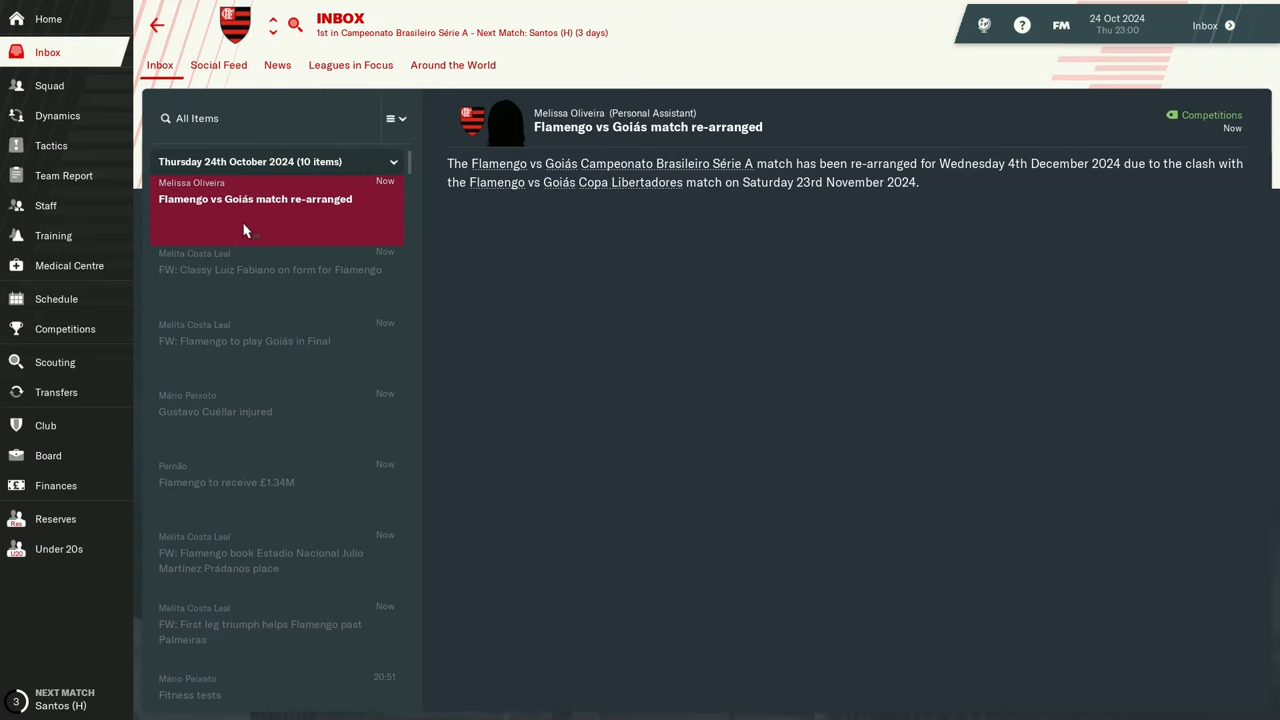 Home
Inbox
Squad
Dynamics
Tactics
Team Report
Staff
Training
Medical Centre
Schedule
Competitions
Scouting
Transfers
Club
Board
Finances
Res
Reserves
U20
Under 20s
3
NEXT MATCH
Santos (H)
INBOX
1st in Campeonato Brasileiro Série A - Next Match: Santos (H) (3 days)
?
FM
24 Oct 2024
Thu 23:00
Inbox
Inbox
Social Feed
News
Leagues in Focus
Around the World
All Items
Thursday 24th October 2024 (10 items)
Melissa Oliveira
Now
Flamengo vs Goiás match re-arranged
Melita Costa Leal
Now
FW: Classy Luiz Fabiano on form for Flamengo
Melita Costa Leal
Now
FW: Flamengo to play Goiás in Final
Mário Peixoto
Now
Gustavo Cuéllar injured
Pernão
Now
Flamengo to receive £1.34M
Melita Costa Leal
Now
FW: Flamengo book Estadio Nacional Julio
Martínez Prádanos place
Melita Costa Leal
Now
FW: First leg triumph helps Flamengo past
Palmeiras
Mário Peixoto
20:51
Fitness tests
Melissa Oliveira (Personal Assistant)
Flamengo vs Goiás match re-arranged
Competitions
Now
The Flamengo vs Goiás Campeonato Brasileiro Série A match has been re-arranged for Wednesday 4th December 2024 due to the clash with
the Flamengo vs Goiás Copa Libertadores match on Saturday 23rd November 2024.